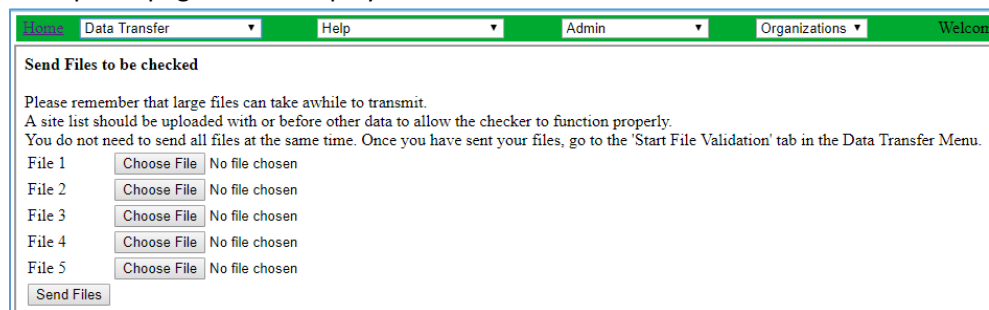 Home Data Transfer ▼ Help ▼ Admin ▼ Organizations ▼
Send Files to be checked
Please remember that large files can take awhile to transmit.
A site list should be uploaded with or before other data to allow the checker to function properly.
You do not need to send all files at the same time. Once you have sent your files, go to the 'Start File Validation' tab in the Data Transfer Menu.
File 1 Choose File No file chosen
File 2 Choose File No file chosen
File 3 Choose File No file chosen
File 4 Choose File No file chosen
File 5 Choose File No file chosen
Send Files